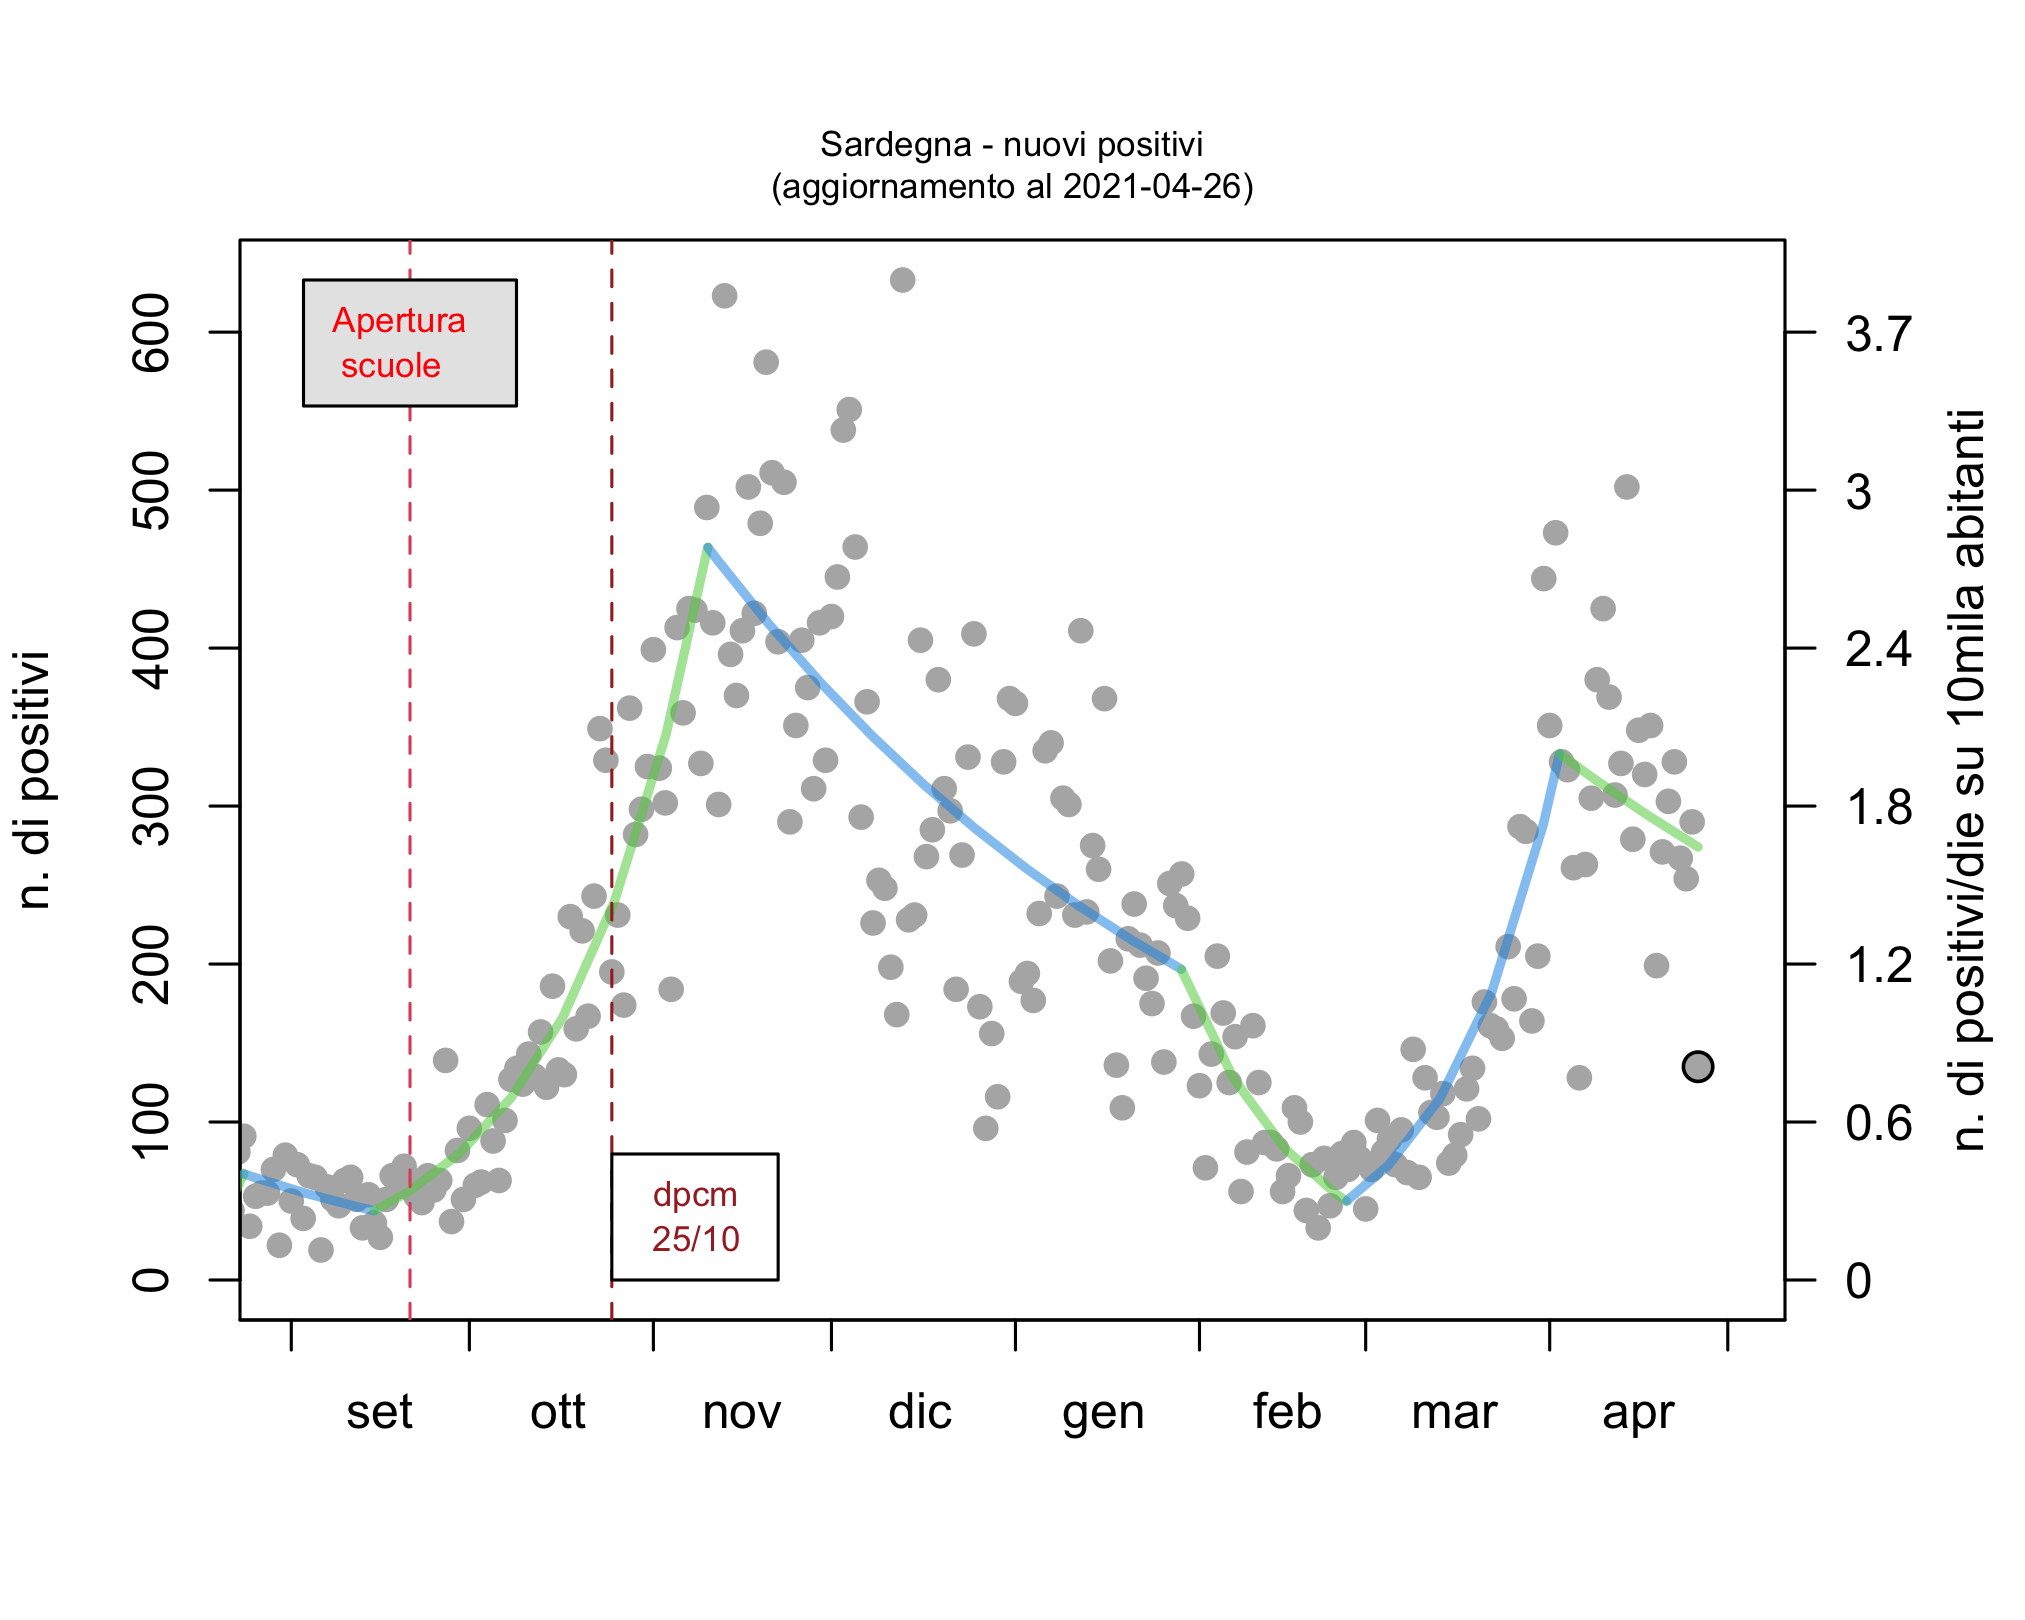 Sardegna - nuovi positivi
(aggiornamento al 2021-04-26)
n. di positivi
600
500
400
300
200
100
0
Apertura
scuole
dpcm
25/10
3.7
3
2.4
1.8
1.2
0.6
0
n. di positivi/die su 10mila abitanti
set ott nov dic gen feb mar apr